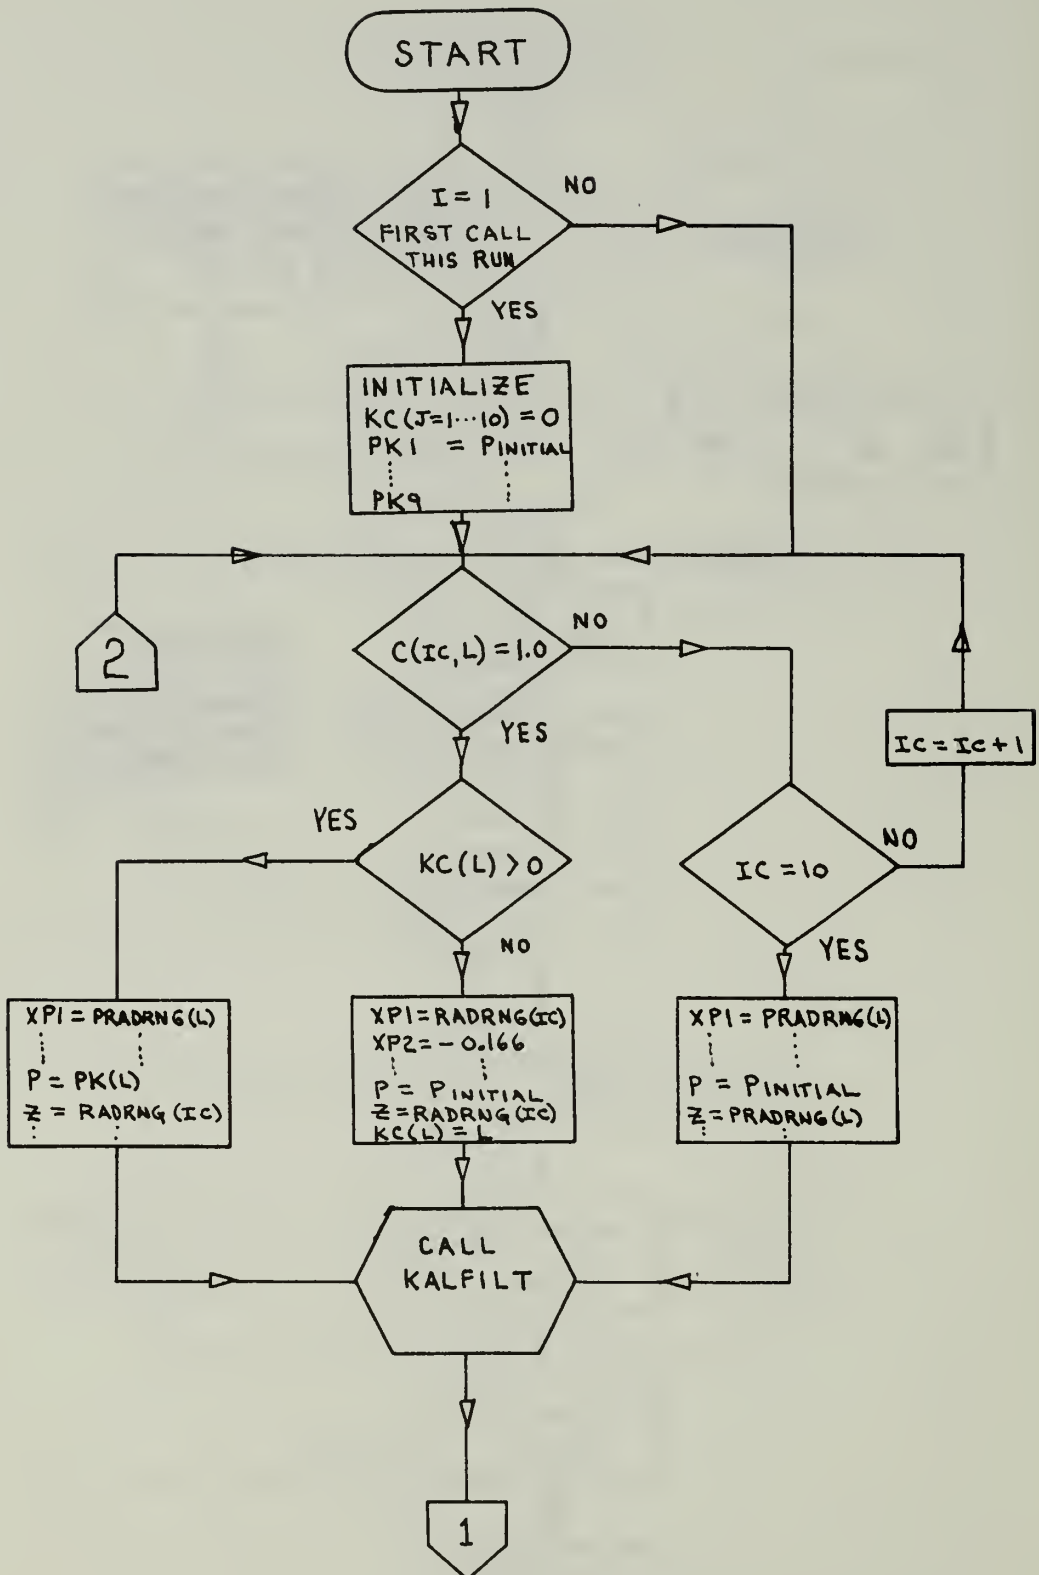 START
I = 1
FIRST CALL
THIS RUN
NO
YES
INITIALIZE
KC(J=1···10) = 0
PK1 = PINITIAL
PK9
2
C(IC,L) = 1.0
NO
YES
IC = IC + 1
YES
KC(L) > 0
NO
IC = 10
NO
YES
XP1 = PRADRNG(L)
P = PK(L)
Z = RADRNG(IC)
XP1 = RADRNG(IC)
XP2 = - 0.166
P = PINITIAL
Z = RADRNG(IC)
KC(L) = L
XP1 = PRADRNG(L)
P = PINITIAL
Z = PRADRNG(L)
CALL
KALFILT
1